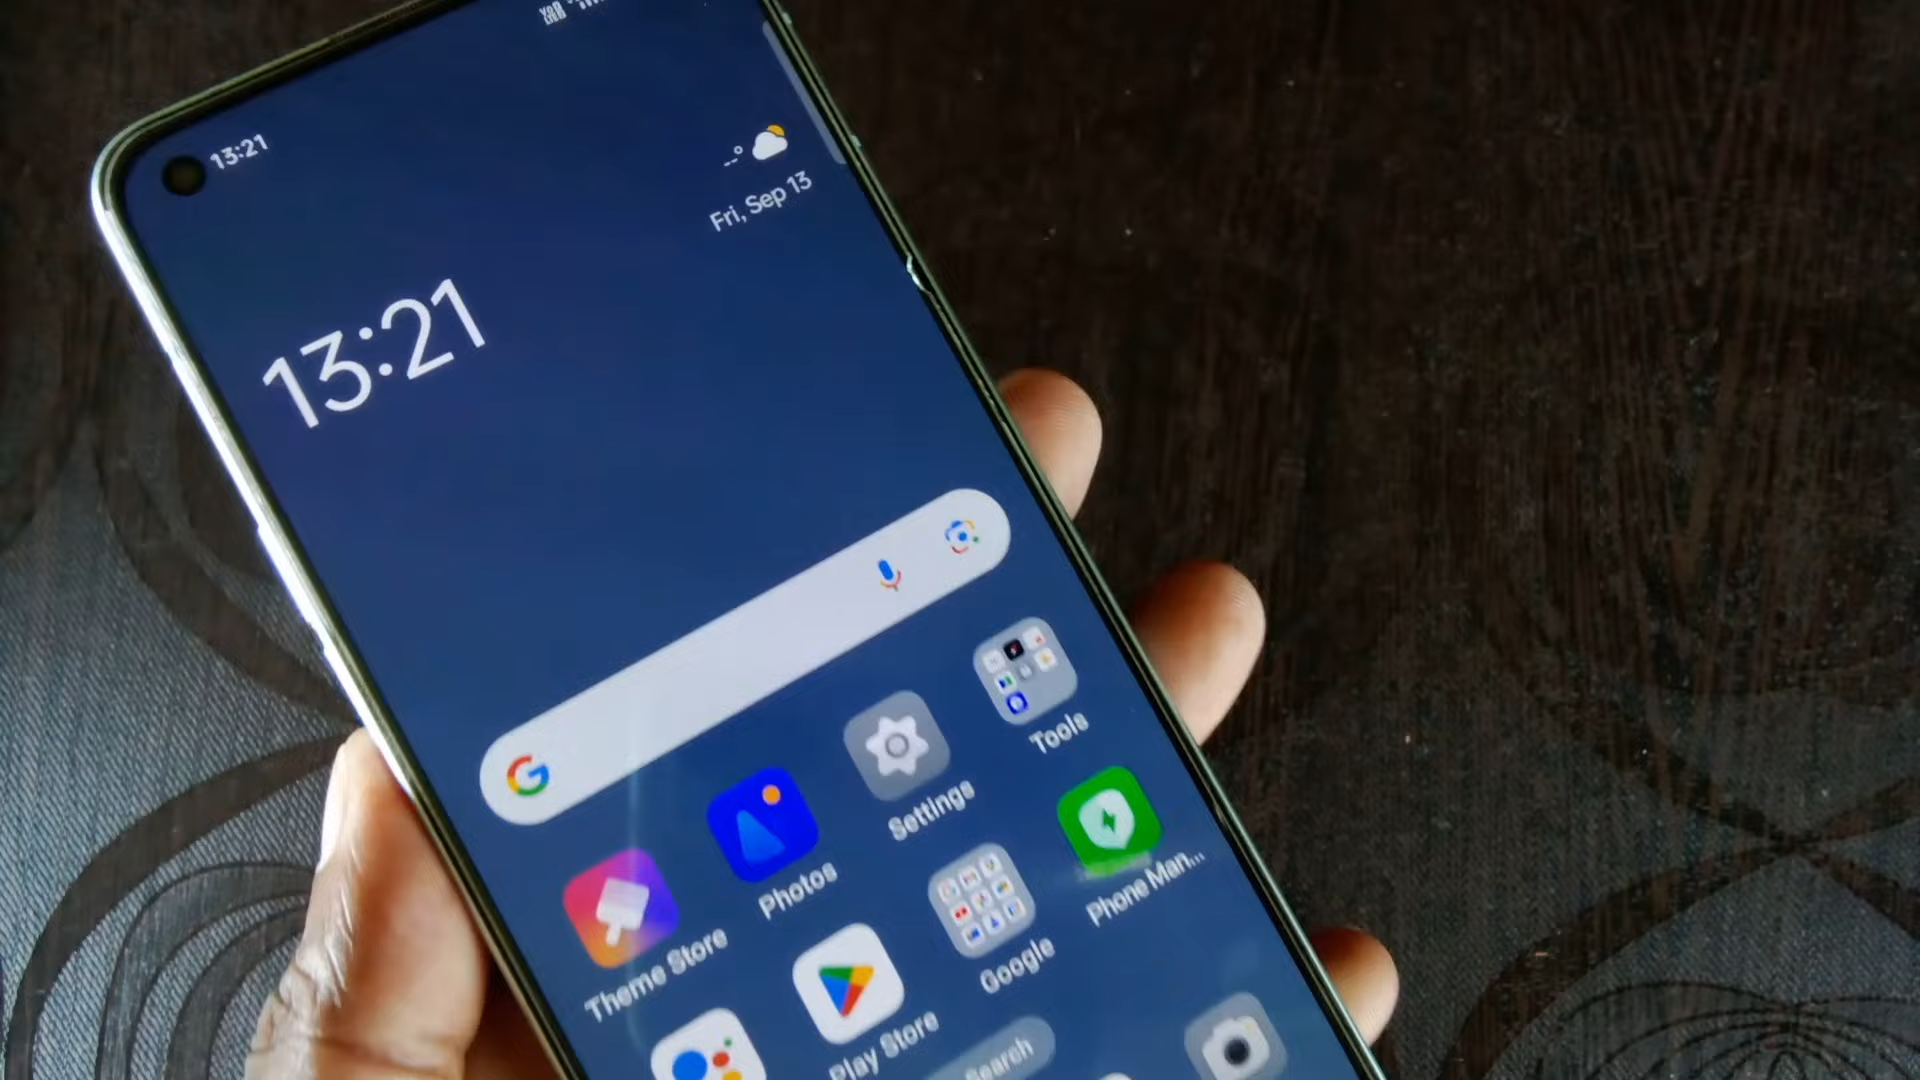 13:21
Fri, Sep 13
13:21
Tools
Settings
Photos
Theme Store
Phone Man...
Google
Play Store
Search